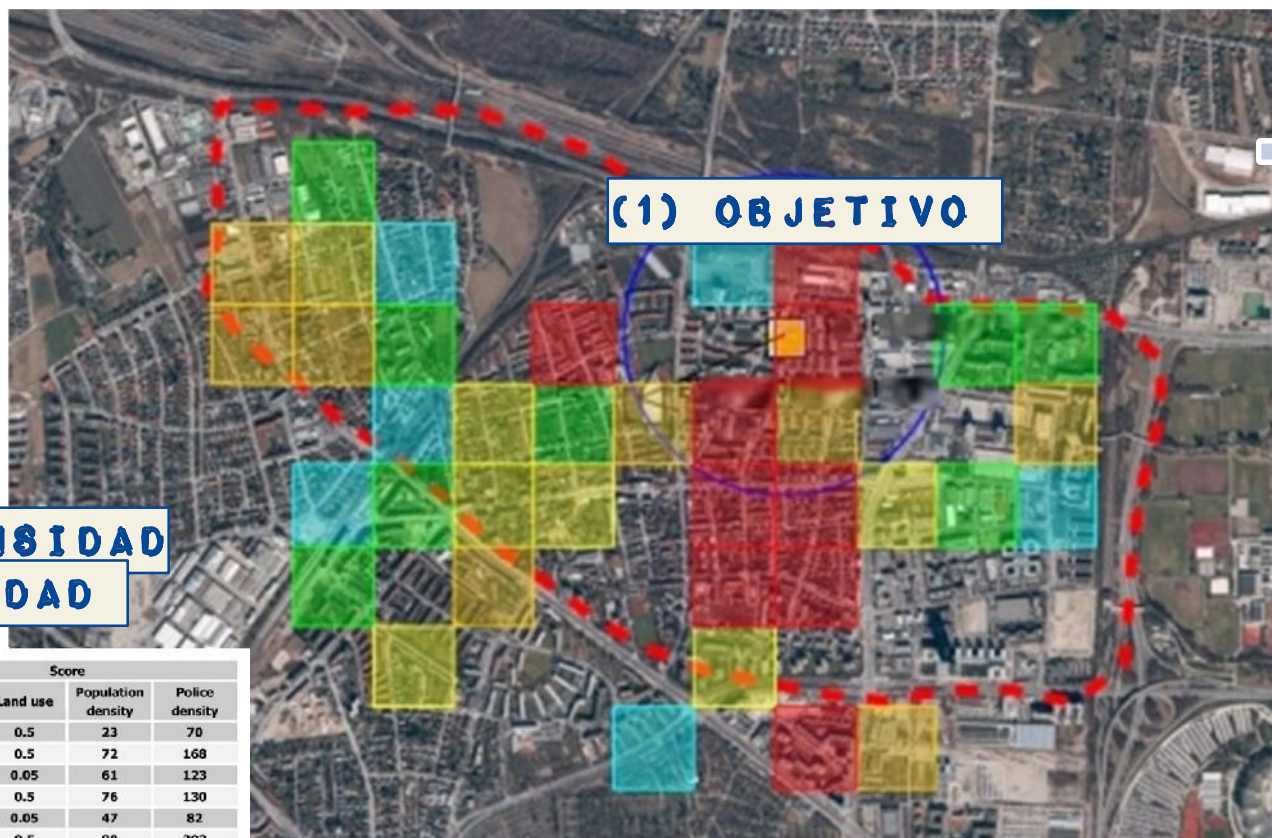 (1) OBJETIVO
NSIDAD
DAD
Score
Land use Population density Police density
0.5 23 70
0.5 72 168
0.05 61 123
0.5 76 130
0.05 47 82